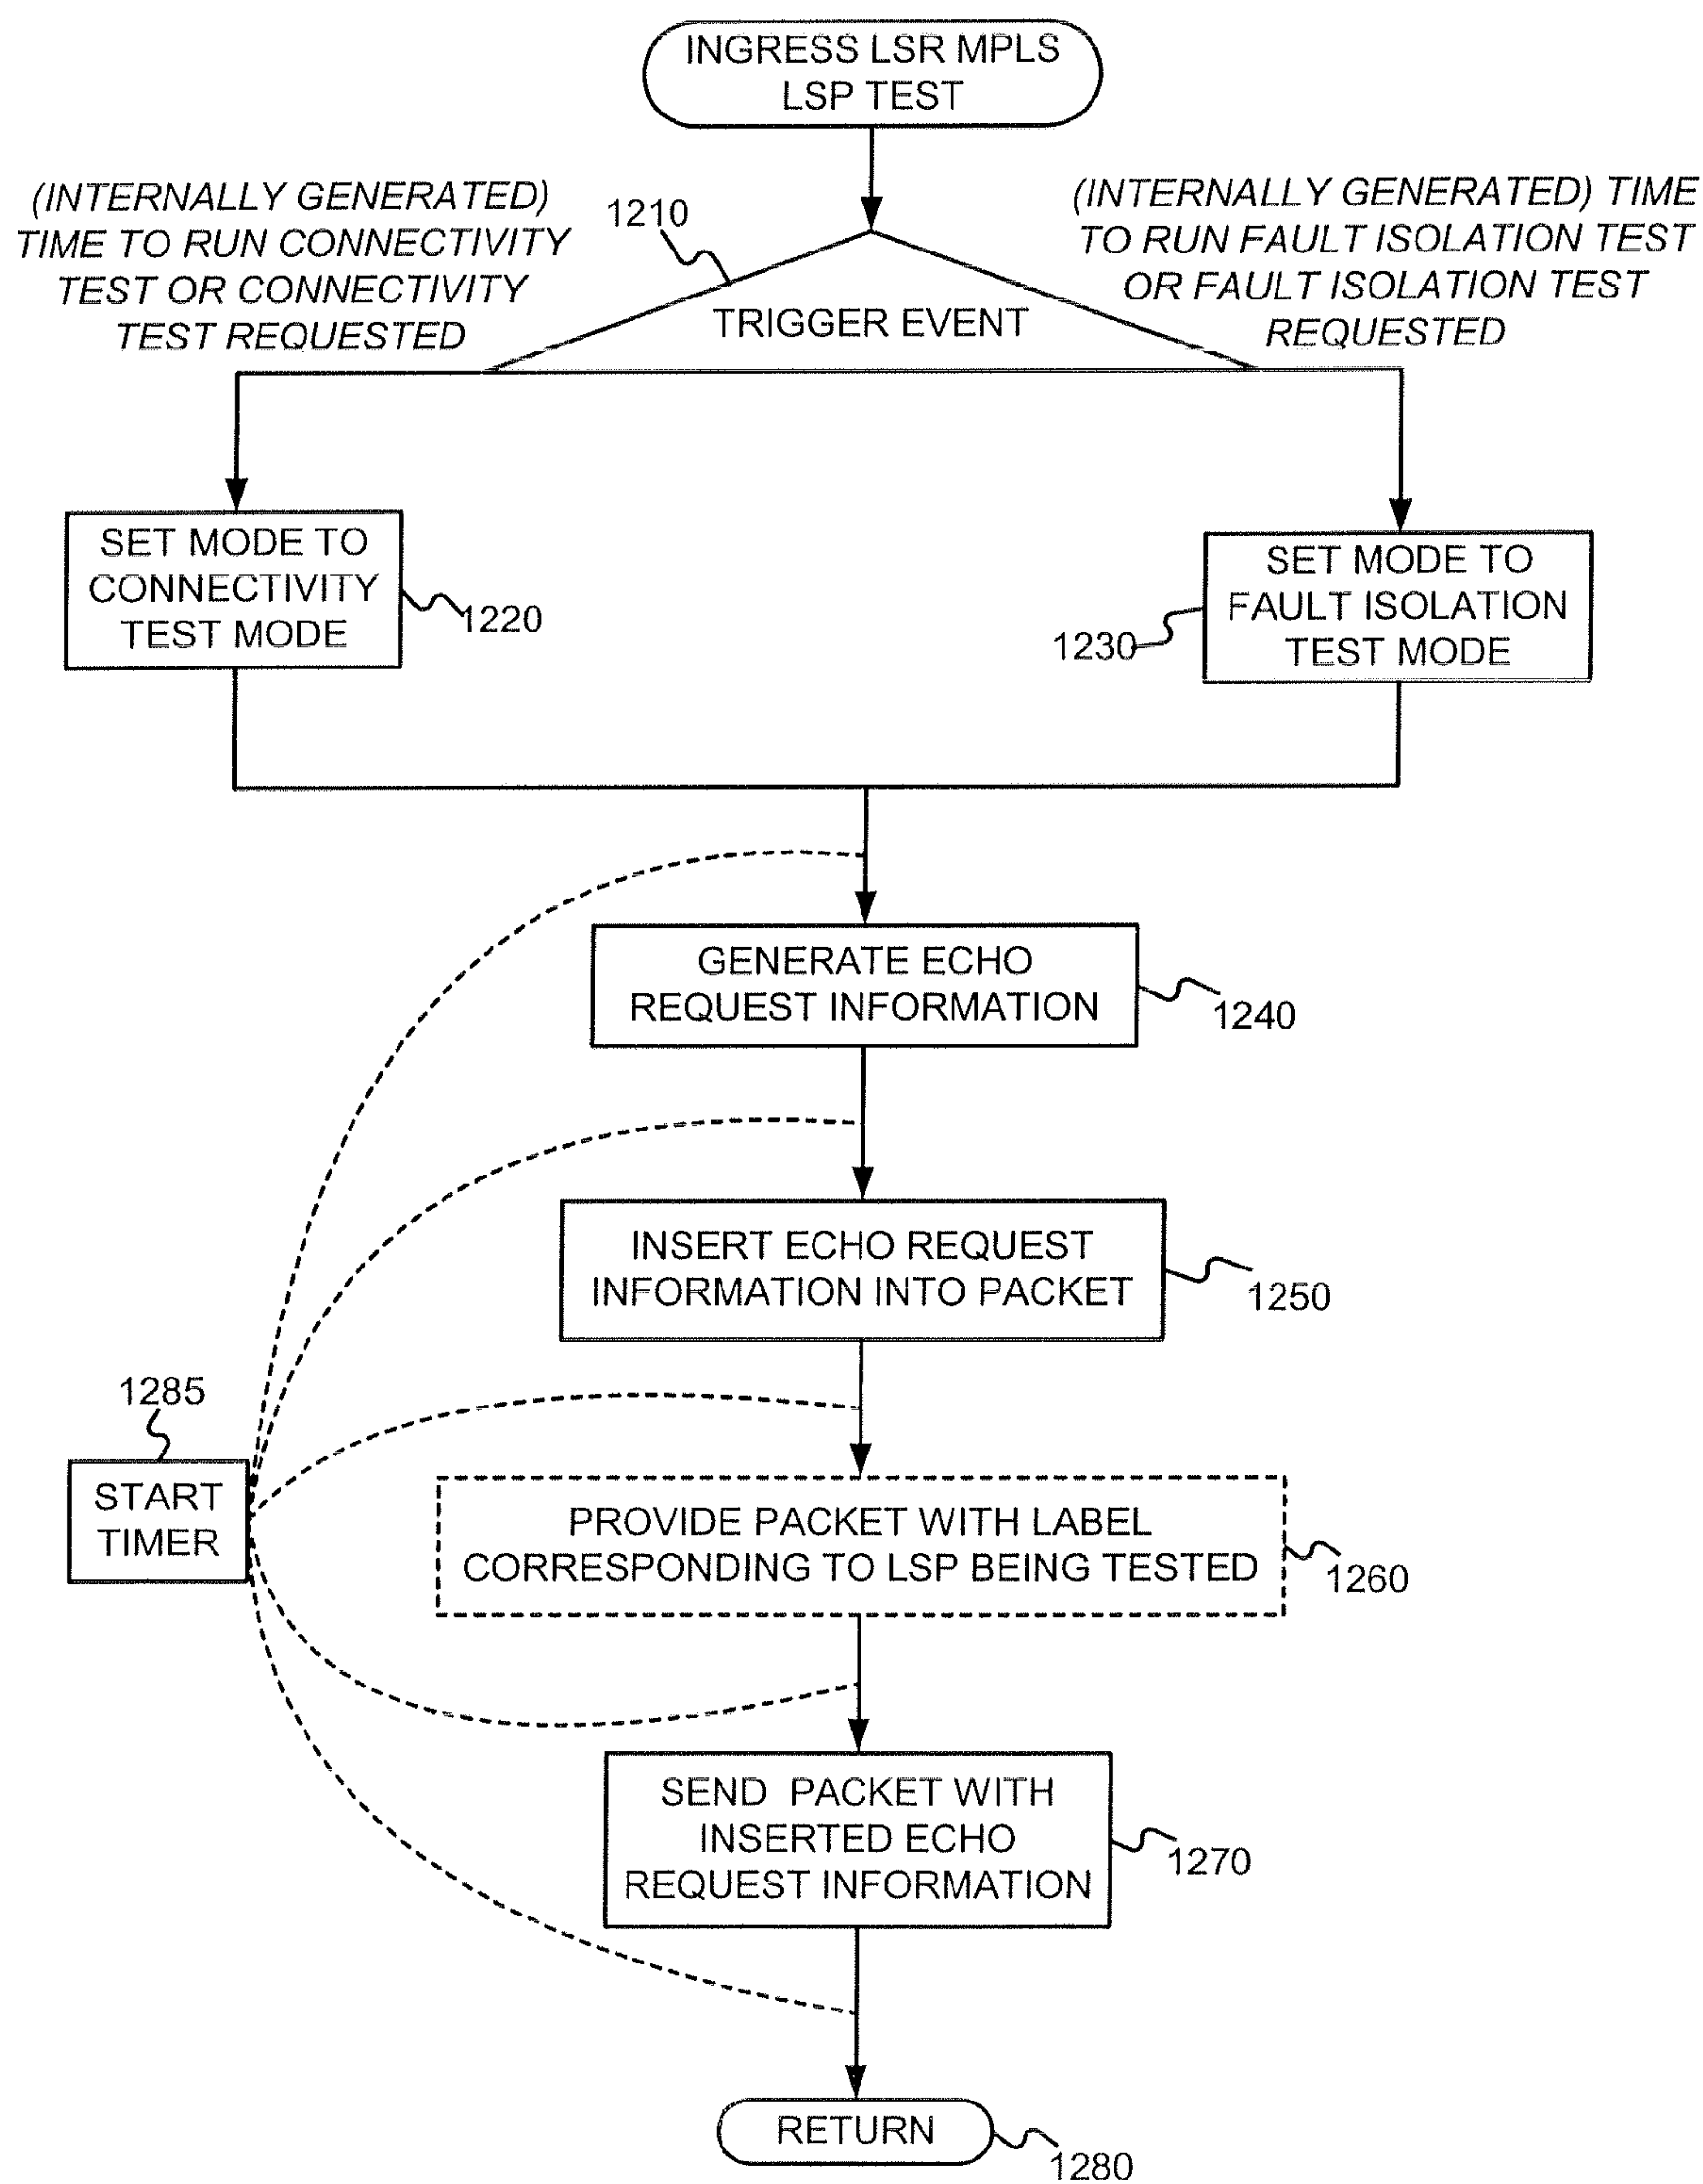 INGRESS LSR MPLS
LSP TEST
(INTERNALLY GENERATED)
TIME TO RUN CONNECTIVITY
TEST OR CONNECTIVITY
TEST REQUESTED
1210
(INTERNALLY GENERATED) TIME
TO RUN FAULT ISOLATION TEST
OR FAULT ISOLATION TEST
REQUESTED
TRIGGER EVENT
SET MODE TO
CONNECTIVITY
TEST MODE
1220
1230
SET MODE TO
FAULT ISOLATION
TEST MODE
GENERATE ECHO
REQUEST INFORMATION
1240
INSERT ECHO REQUEST
INFORMATION INTO PACKET
1250
1285
START
TIMER
PROVIDE PACKET WITH LABEL
CORRESPONDING TO LSP BEING TESTED
1260
SEND PACKET WITH
INSERTED ECHO
REQUEST INFORMATION
1270
RETURN
1280